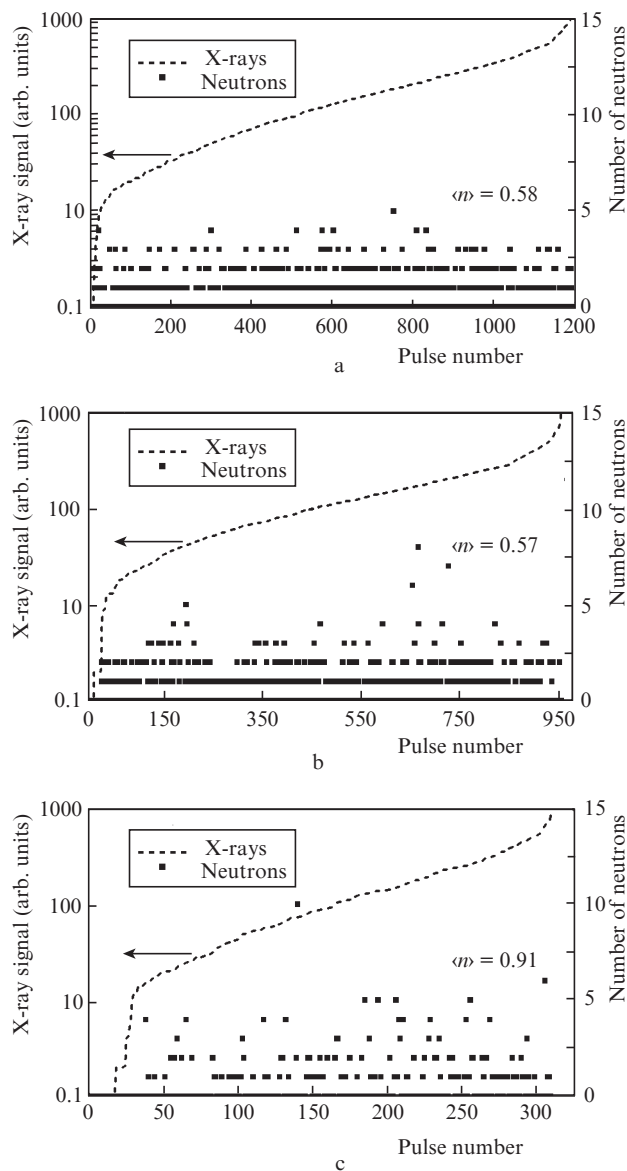 1000
100
10
0.1
X-ray signal (arb. units)
X-rays
Neutrons
‹n› = 0.58
15
10
5
0
Number of neutrons
0 200 400 600 800 1000 1200
Pulse number
a
1000
100
10
0.1
X-ray signal (arb. units)
X-rays
Neutrons
‹n› = 0.57
15
10
5
0
Number of neutrons
0 150 350 550 750 950
Pulse number
b
1000
100
10
0.1
X-ray signal (arb. units)
X-rays
Neutrons
‹n› = 0.91
15
10
5
0
Number of neutrons
0 50 100 150 200 250 300
Pulse number
c